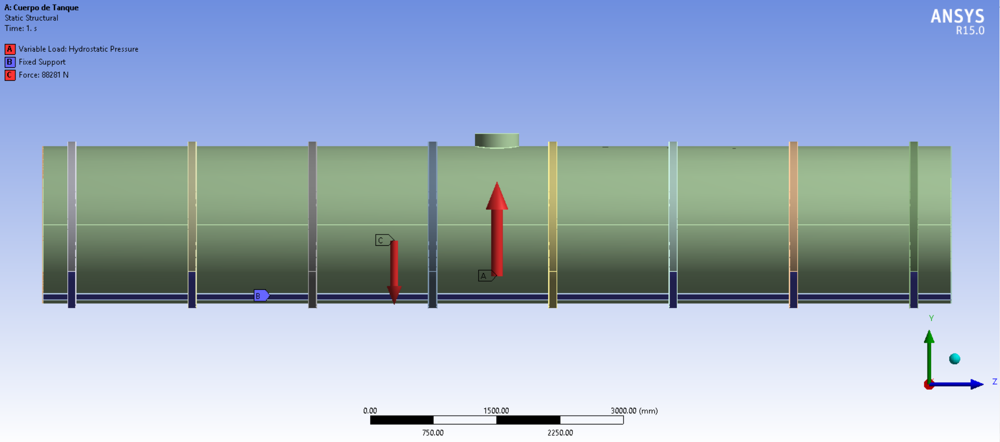 A: Cuerpo de Tanque
Static Structural
Time: 1. s
A Variable Load: Hydrostatic Pressure
B Fixed Support
C Force: 88281 N
ANSYS
R15.0
C
A
B
Y
Z
0.00 1500.00 3000.00 (mm)
750.00 2250.00